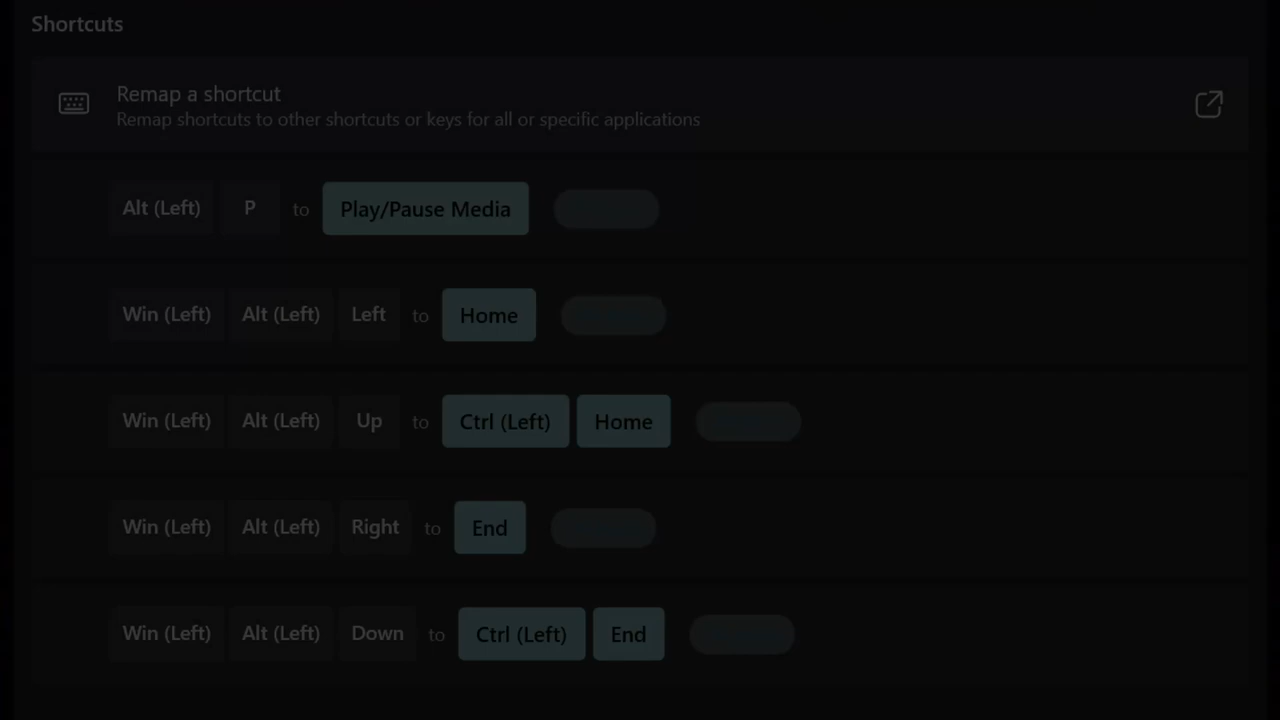 Shortcuts
Remap a shortcut
Remap shortcuts to other shortcuts or keys for all or specific applications
Alt (Left) P to Play/Pause Media
Win (Left) Alt (Left) Left to Home
Win (Left) Alt (Left) Up to Ctrl (Left) Home
Win (Left) Alt (Left) Right to End
Win (Left) Alt (Left) Down to Ctrl (Left) End